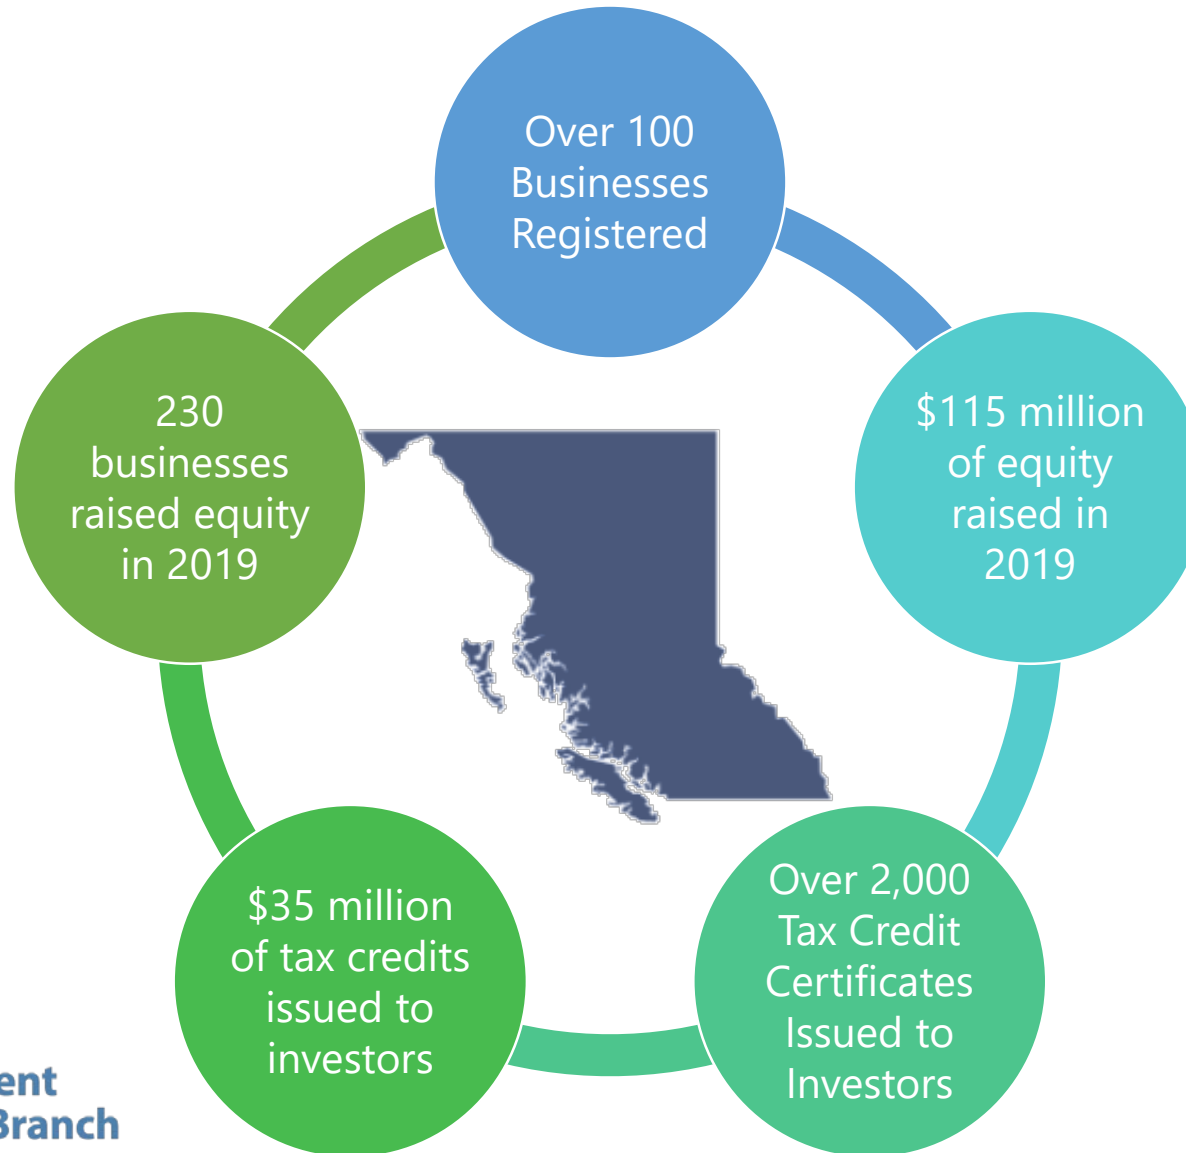 Over 100
Businesses
Registered
$115 million
of equity
raised in
2019
Over 2,000
Tax Credit
Certificates
Issued to
Investors
$35 million
of tax credits
issued to
investors
230
businesses
raised equity
in 2019
ent
Branch